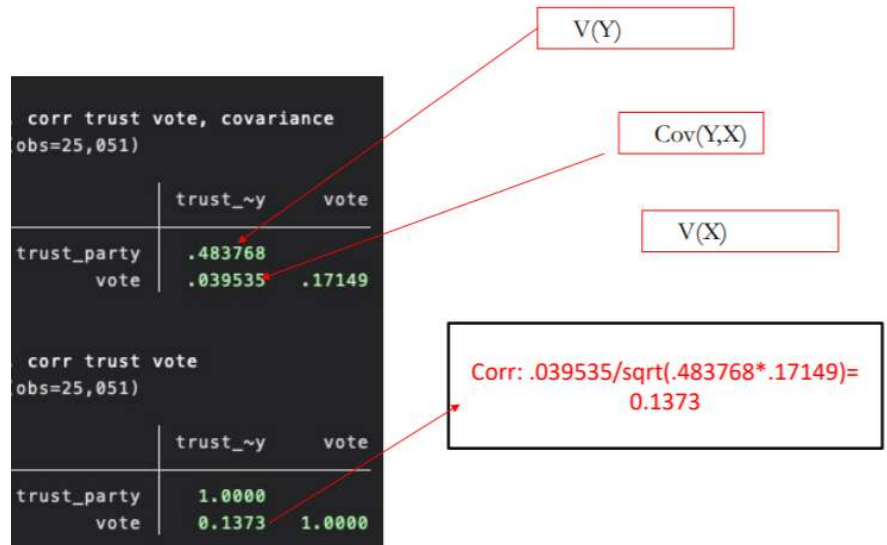 V(Y)
corr trust vote, covariance
(obs=25,051)
Cov(Y,X)
trust_~y vote
V(X)
trust_party .483768
vote .039535 .17149
corr trust vote
(obs=25,051)
Corr: .039535/sqrt(.483768*.17149)=
0.1373
trust_~y vote
trust_party 1.0000
vote 0.1373 1.0000